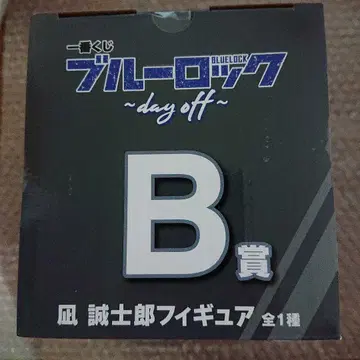 一番くじ
ブルーロック
BLUELOCK
~day off~
B賞
凪 誠士郎フィギュア 全1種